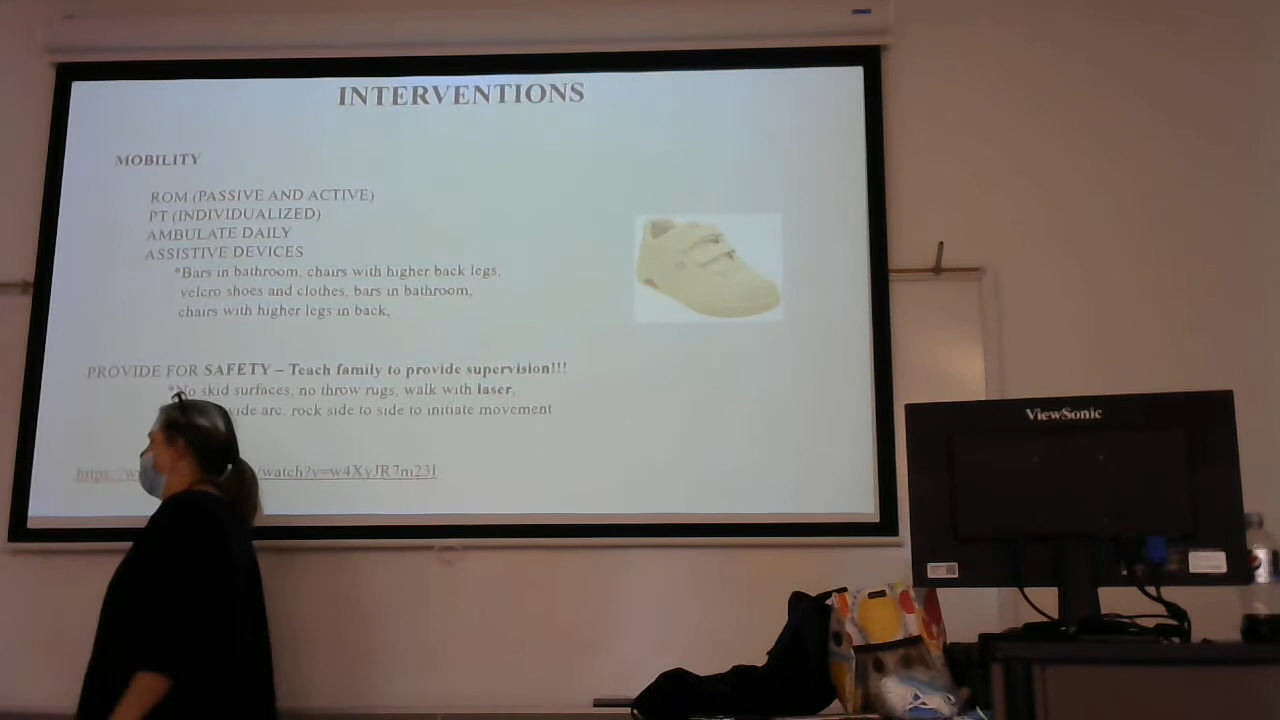 INTERVENTIONS
MOBILITY
ROM (PASSIVE AND ACTIVE)
PT (INDIVIDUALIZED)
AMBULATE DAILY
ASSISTIVE DEVICES
*Bars in bathroom, chairs with higher back legs,
velcro shoes and clothes, bars in bathroom,
chairs with higher legs in back,
PROVIDE FOR SAFETY – Teach family to provide supervision!!!
*No skid surfaces, no throw rugs, walk with laser,
wide arc, rock side to side to initiate movement
https://w /watch?v=w4XyJR7m23I
ViewSonic